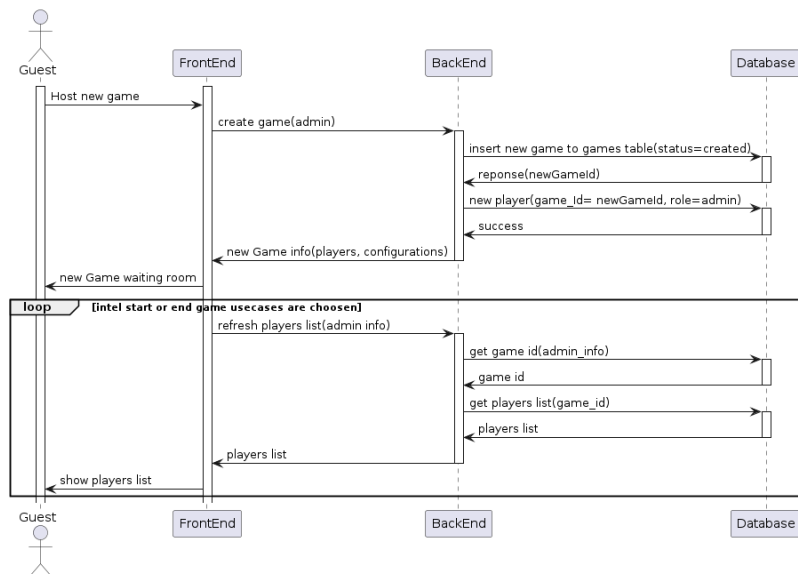 Guest
FrontEnd
BackEnd
Database
Host new game
create game(admin)
insert new game to games table(status=created)
reponse(newGameId)
new player(game_Id= newGameId, role=admin)
success
new Game info(players, configurations)
new Game waiting room
loop [intel start or end game usecases are choosen]
refresh players list(admin info)
get game id(admin_info)
game id
get players list(game_id)
players list
players list
show players list
Guest
FrontEnd
BackEnd
Database